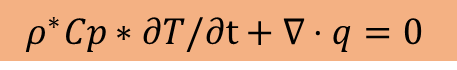 ρ*Cp ∗ ∂T/∂t + ∇ · q = 0